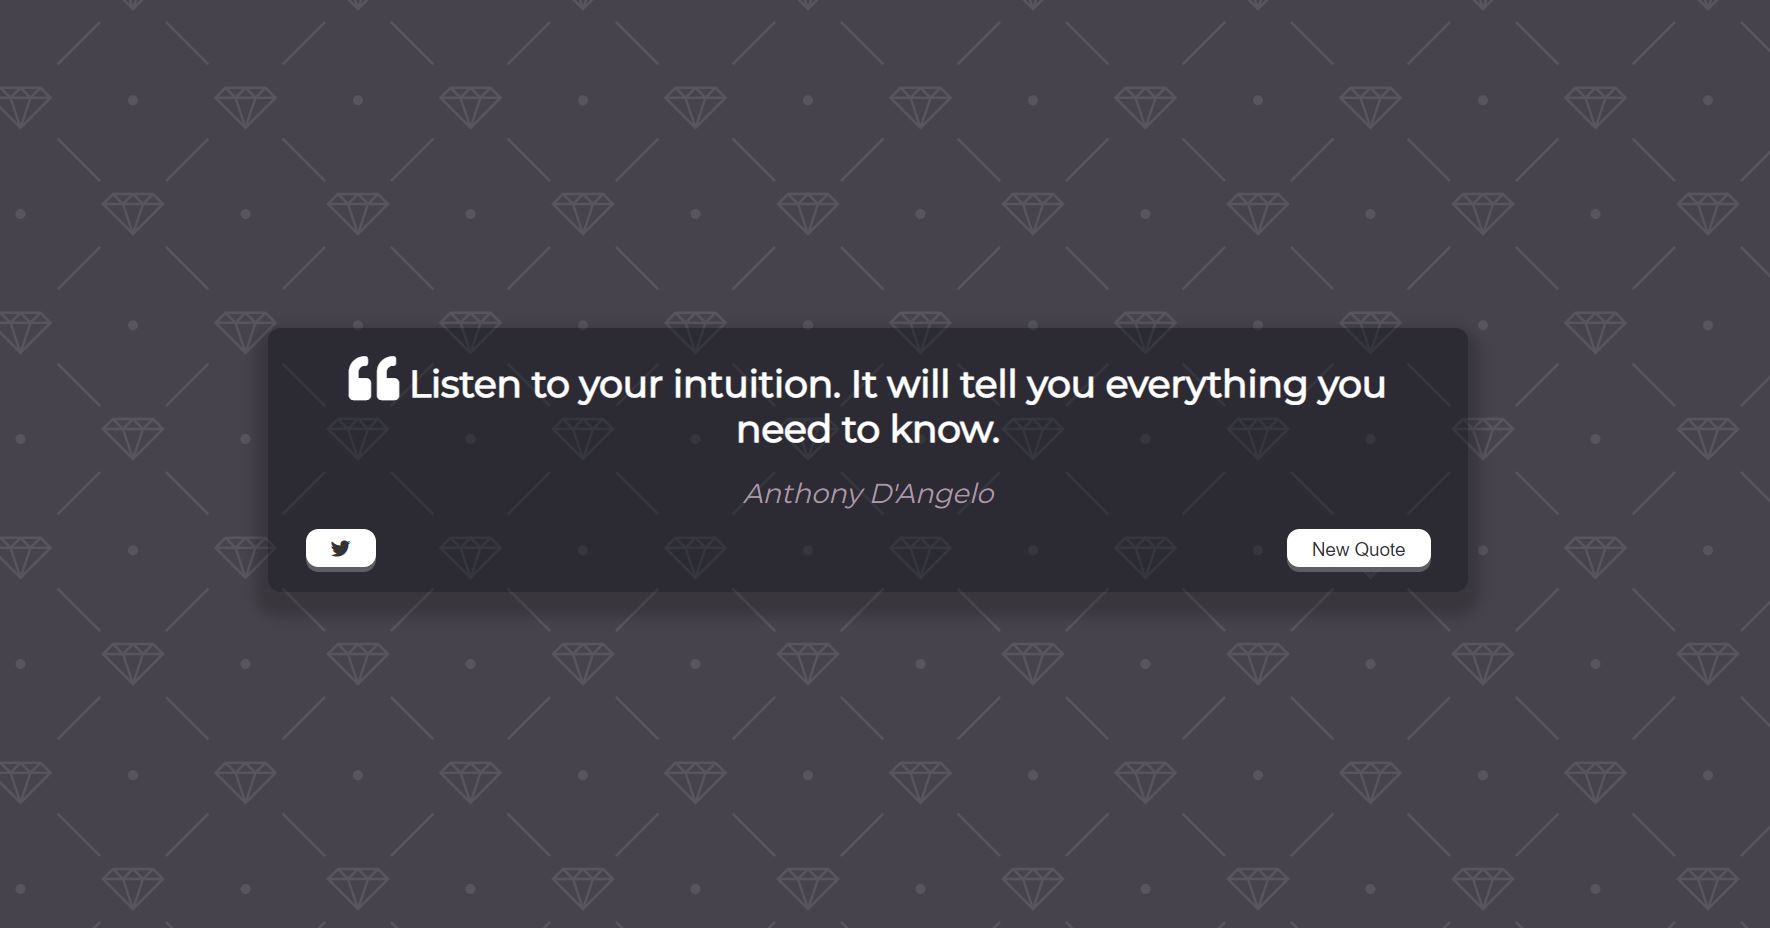 Listen to your intuition. It will tell you everything you
need to know.
Anthony D'Angelo
New Quote